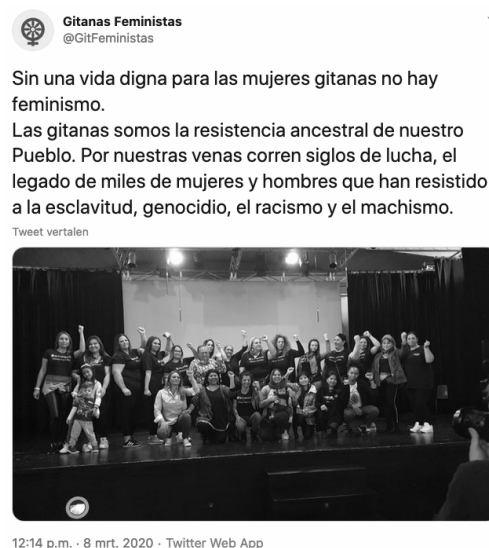 Gitanas Feministas
@GitFeministas
Sin una vida digna para las mujeres gitanas no hay
feminismo.
Las gitanas somos la resistencia ancestral de nuestro
Pueblo. Por nuestras venas corren siglos de lucha, el
legado de miles de mujeres y hombres que han resistido
a la esclavitud, genocidio, el racismo y el machismo.
Tweet vertalen
12:14 p.m. · 8 mrt. 2020 · Twitter Web App